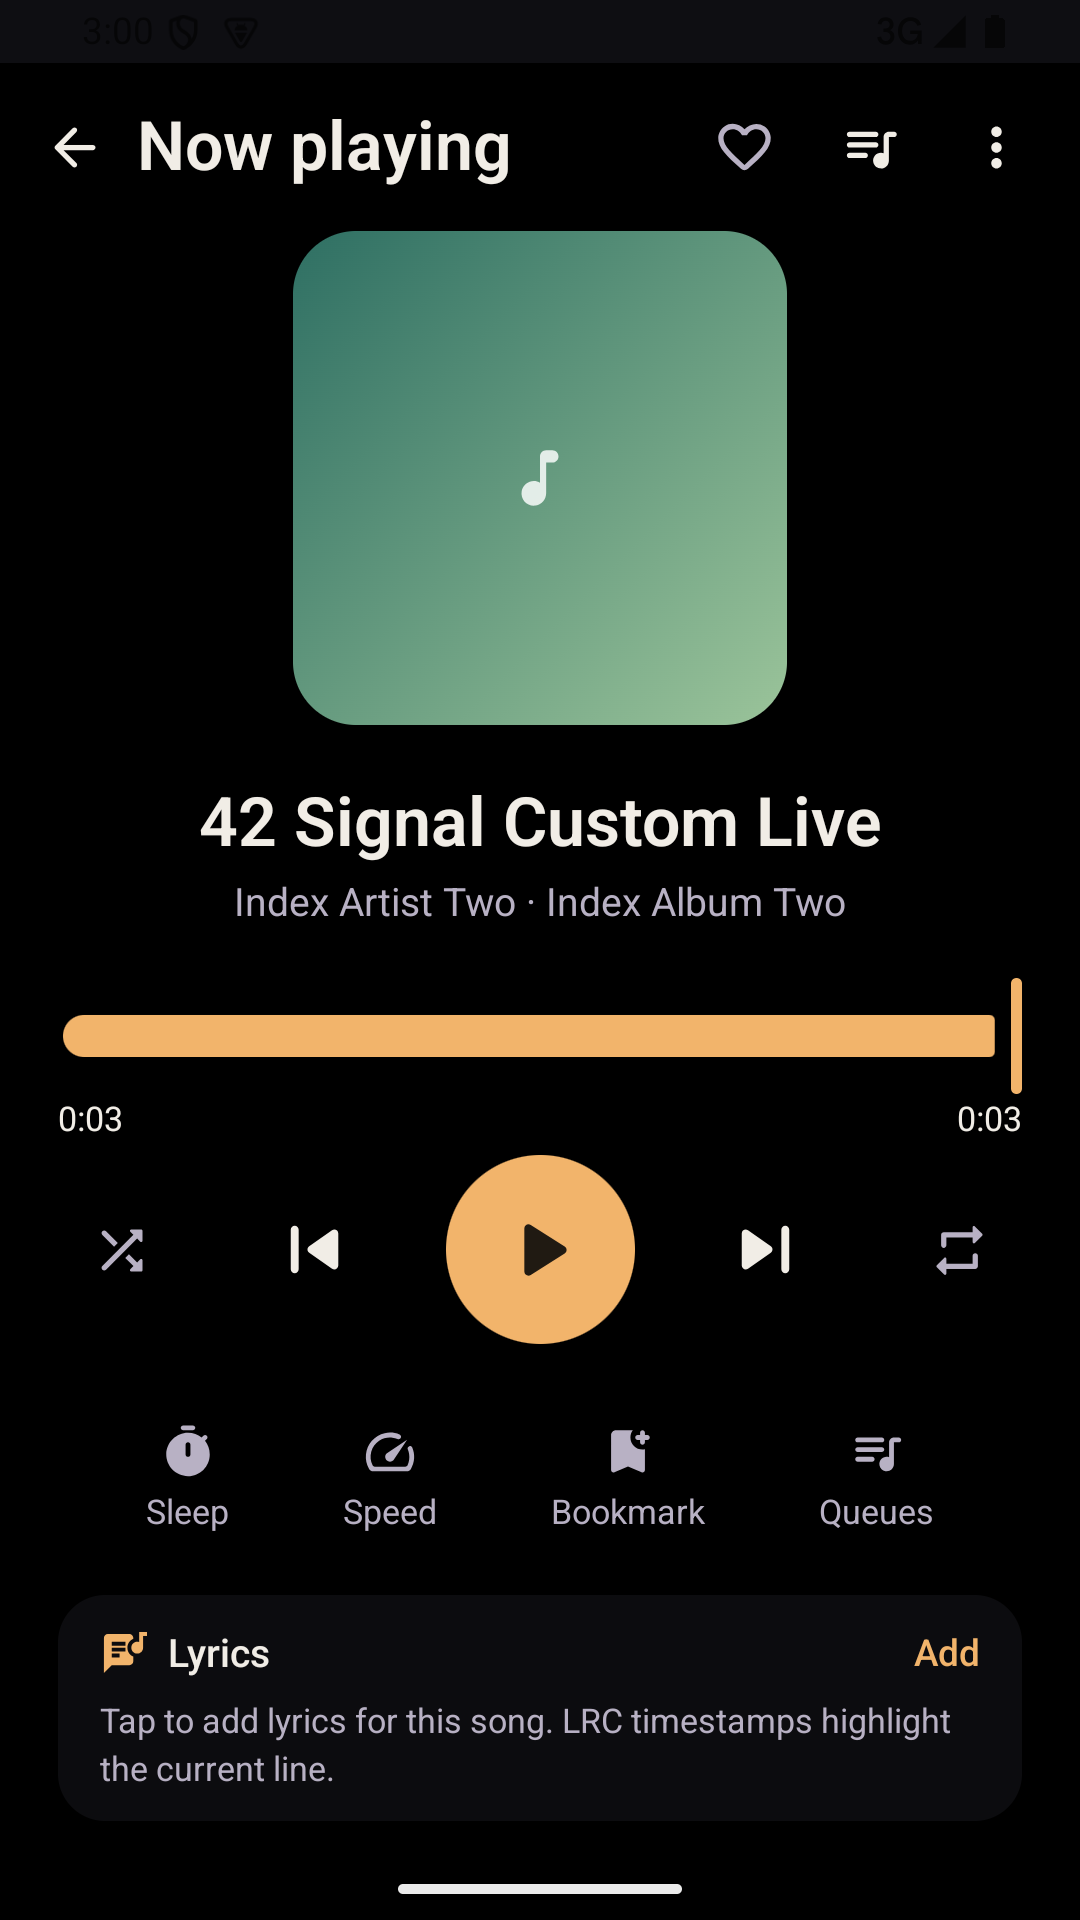 3:00
3G
Now playing
42 Signal Custom Live
Index Artist Two · Index Album Two
0:03
0:03
Sleep
Speed
Bookmark
Queues
Lyrics
Add
Tap to add lyrics for this song. LRC timestamps highlight
the current line.